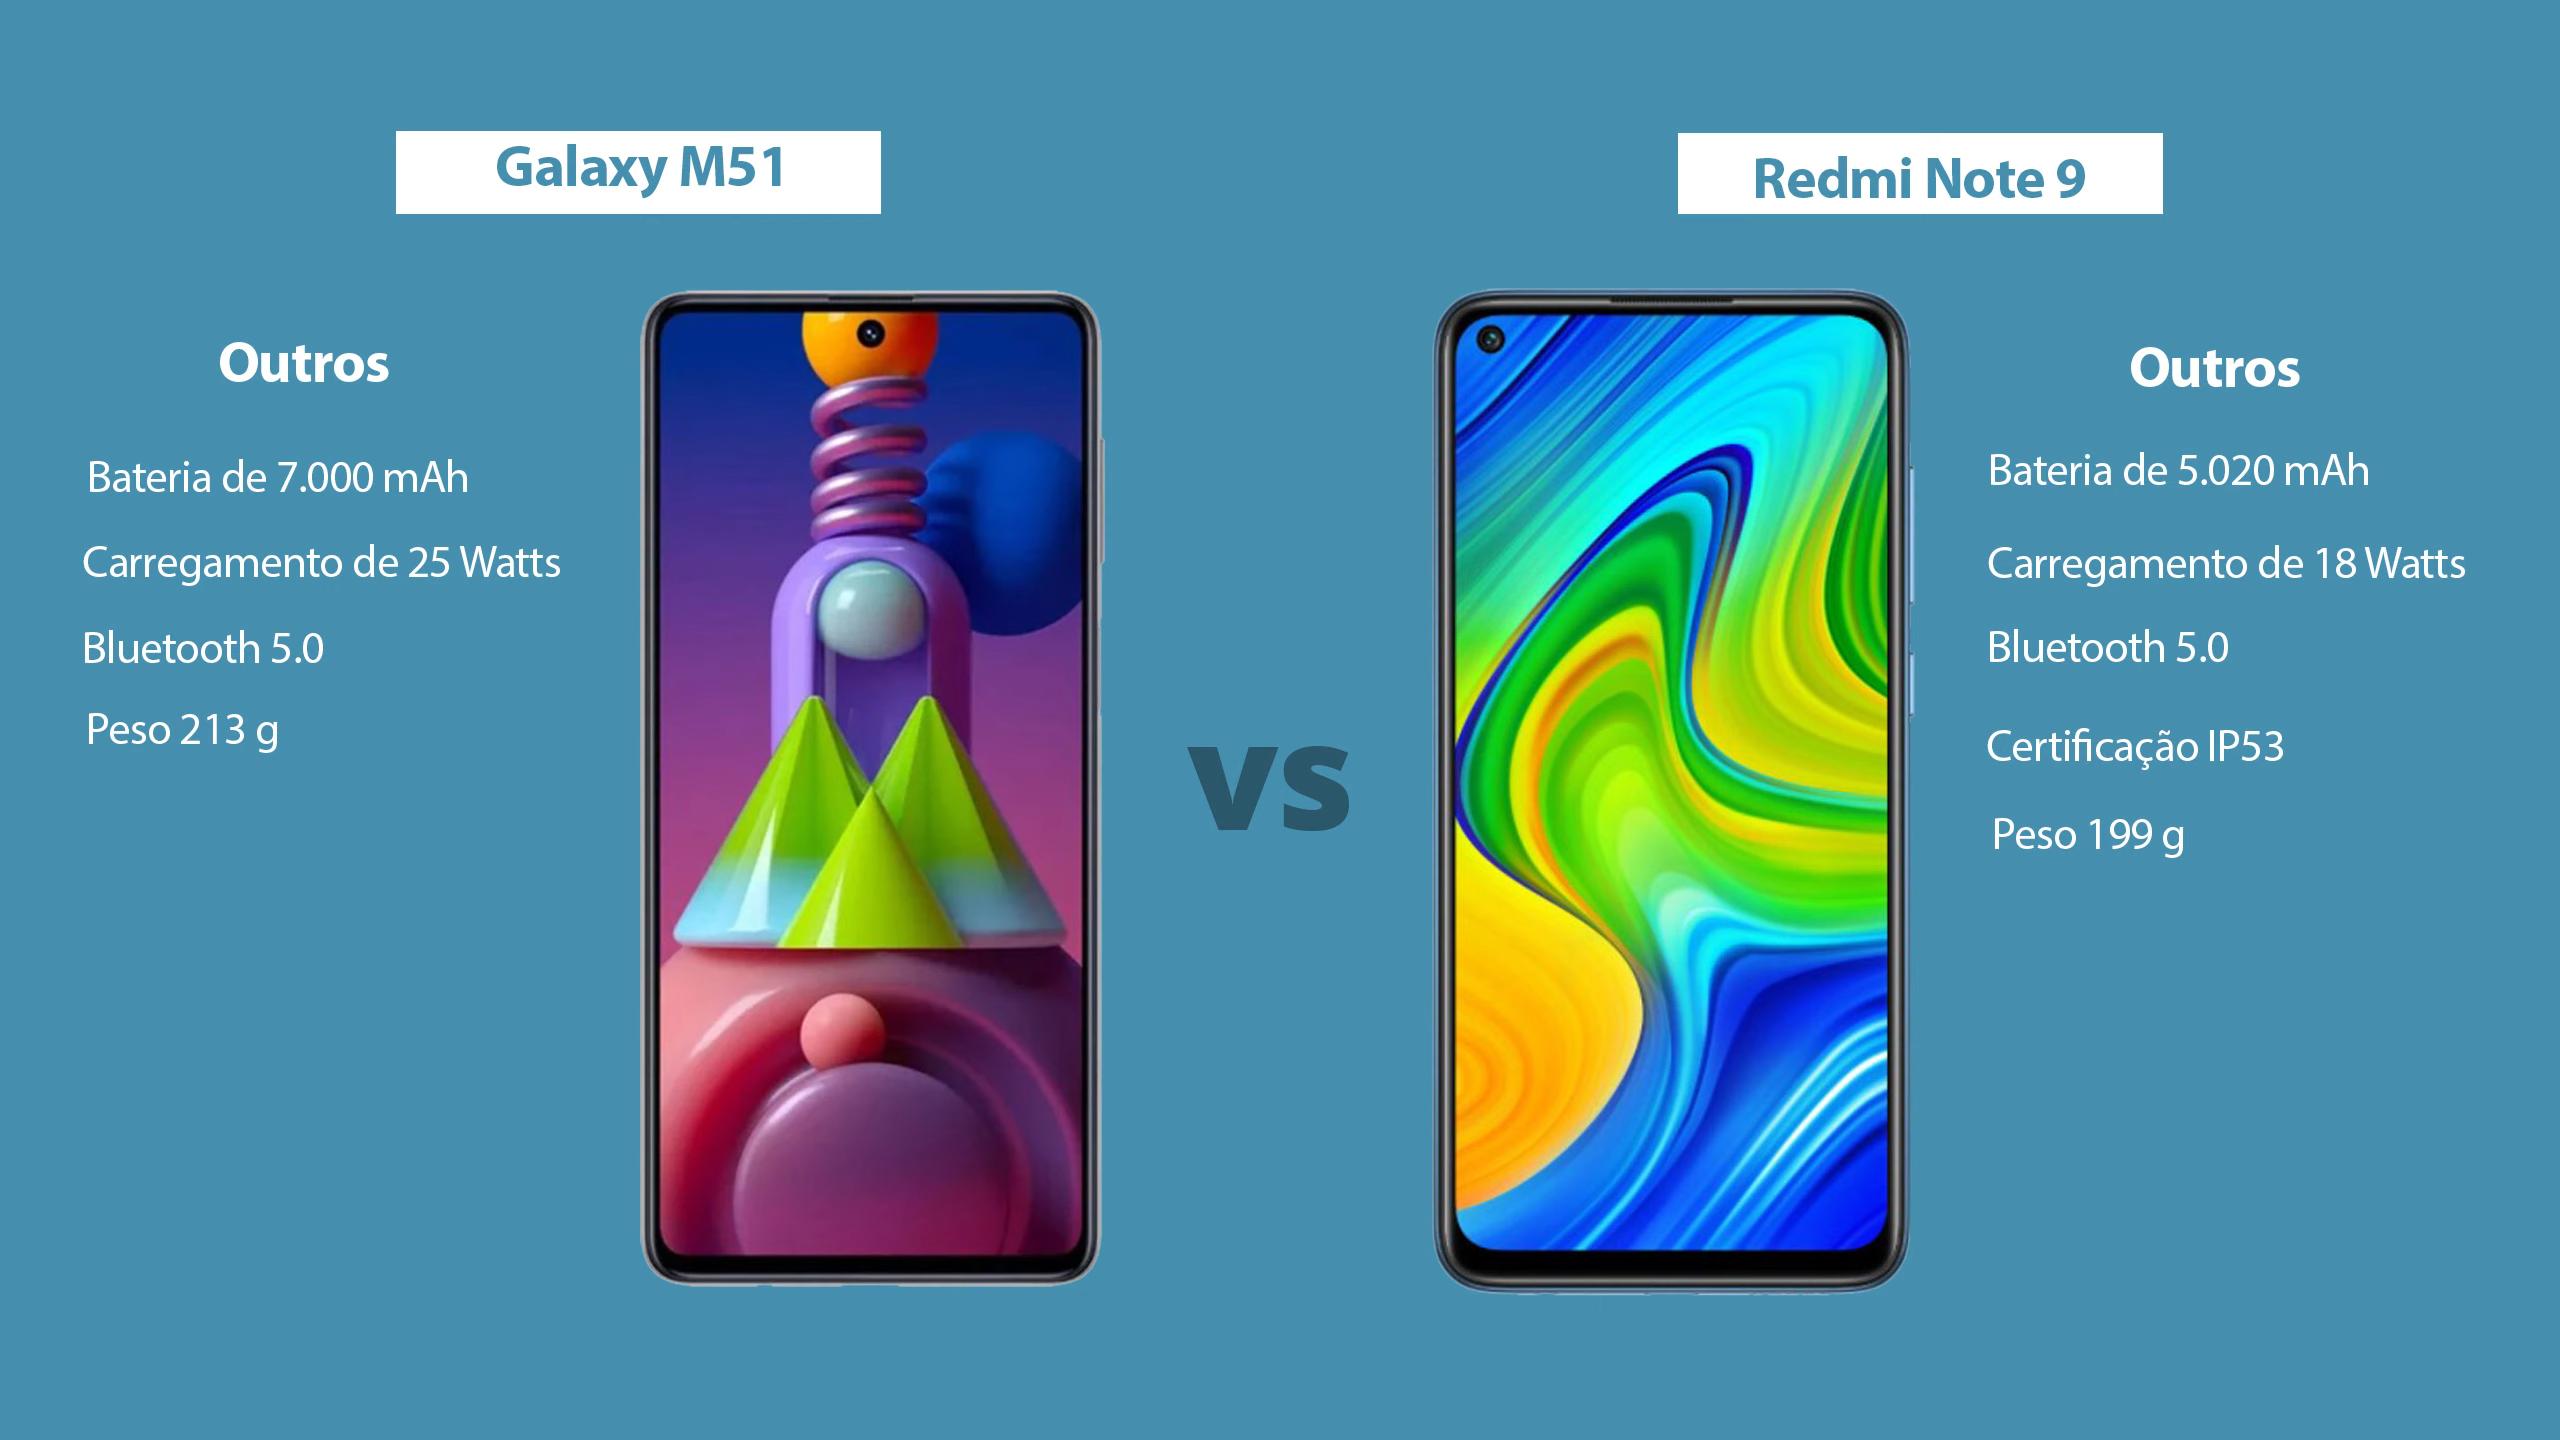 Galaxy M51
Outros
Bateria de 7.000 mAh
Carregamento de 25 Watts
Bluetooth 5.0
Peso 213 g
vs
Redmi Note 9
Outros
Bateria de 5.020 mAh
Carregamento de 18 Watts
Bluetooth 5.0
Certificação IP53
Peso 199 g